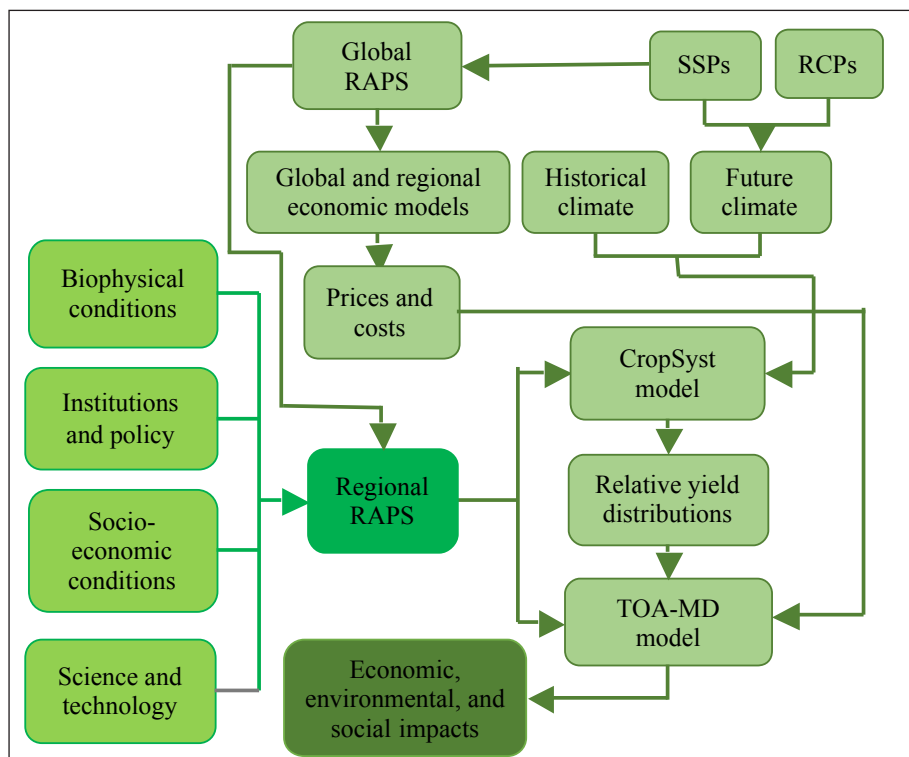 Global
RAPS
SSPs
RCPs
Global and regional
economic models
Historical
climate
Future
climate
Biophysical
conditions
Prices and
costs
CropSyst
model
Institutions
and policy
Regional
RAPS
Relative yield
distributions
Socio-
economic
conditions
TOA-MD
model
Science and
technology
Economic,
environmental, and
social impacts